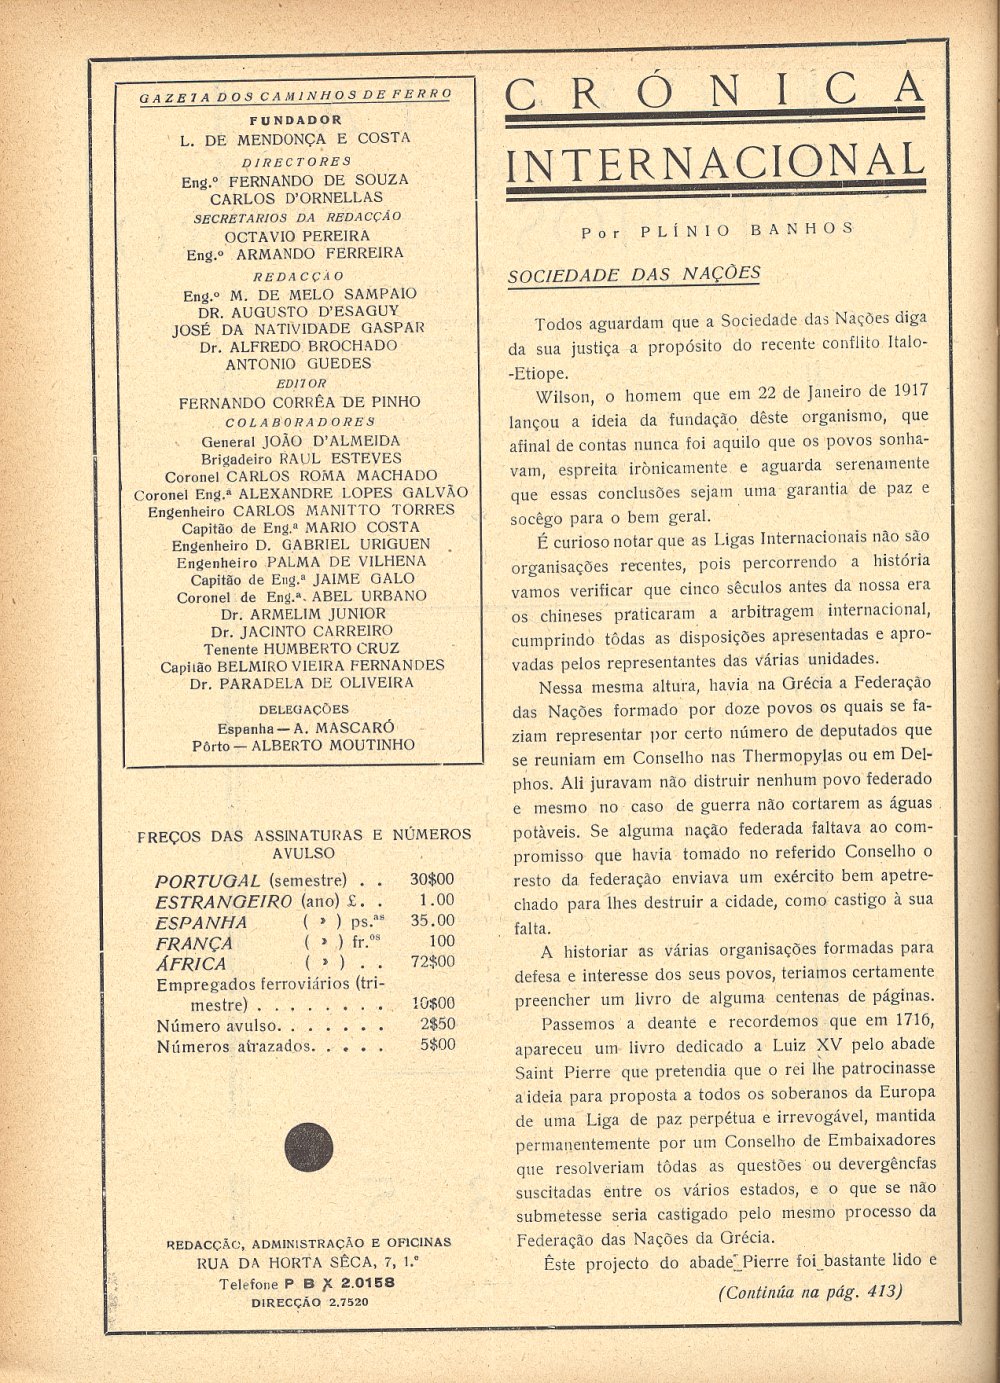 GAZETA DOS CAMINHOS DE FERRO
FUNDADOR
L. DE MENDONÇA E COSTA
DIRECTORES
Eng.º FERNANDO DE SOUZA
CARLOS D'ORNELLAS
SECRETARIOS DA REDACÇÃO
OCTAVIO PEREIRA
Eng.º ARMANDO FERREIRA
REDACÇÃO
Eng.º M. DE MELO SAMPAIO
DR. AUGUSTO D'ESAGUY
JOSÉ DA NATIVIDADE GASPAR
Dr. ALFREDO BROCHADO
ANTONIO GUEDES
EDITOR
FERNANDO CORRÊA DE PINHO
COLABORADORES
General JOÃO D'ALMEIDA
Brigadeiro RAUL ESTEVES
Coronel CARLOS ROMA MACHADO
Coronel Eng.ª ALEXANDRE LOPES GALVÃO
Engenheiro CARLOS MANITTO TORRES
Capitão de Eng.ª MARIO COSTA
Engenheiro D. GABRIEL URIGUEN
Engenheiro PALMA DE VILHENA
Capitão de Eng.ª JAIME GALO
Coronel de Eng.ª ABEL URBANO
Dr. ARMELIM JUNIOR
Dr. JACINTO CARREIRO
Tenente HUMBERTO CRUZ
Capitão BELMIRO VIEIRA FERNANDES
Dr. PARADELA DE OLIVEIRA
DELEGAÇÕES
Espanha — A. MASCARÓ
Pôrto — ALBERTO MOUTINHO
PREÇOS DAS ASSINATURAS E NÚMEROS
AVULSO
PORTUGAL (semestre) . . 30$00
ESTRANGEIRO (ano) £. . 1.00
ESPANHA ( » ) ps.as 35.00
FRANÇA ( » ) fr.os 100
ÁFRICA ( » ) . . 72$00
Empregados ferroviários (tri-
mestre) . . . . . . . . 10$00
Número avulso. . . . . . . 2$50
Números atrazados. . . . . 5$00
REDACÇÃO, ADMINISTRAÇÃO E OFICINAS
RUA DA HORTA SÊCA, 7, 1.º
Telefone P B X 2.0158
DIRECÇÃO 2.7520
CRÓNICA
INTERNACIONAL
Por PLÍNIO BANHOS
SOCIEDADE DAS NAÇÕES
Todos aguardam que a Sociedade das Nações diga
da sua justiça a propósito do recente conflito Italo-
-Etiope.
Wilson, o homem que em 22 de Janeiro de 1917
lançou a ideia da fundação dêste organismo, que
afinal de contas nunca foi aquilo que os povos sonha-
vam, espreita irònicamente e aguarda serenamente
que essas conclusões sejam uma garantia de paz e
socêgo para o bem geral.
É curioso notar que as Ligas Internacionais não são
organisações recentes, pois percorrendo a história
vamos verificar que cinco séculos antes da nossa era
os chineses praticaram a arbitragem internacional,
cumprindo tôdas as disposições apresentadas e apro-
vadas pelos representantes das várias unidades.
Nessa mesma altura, havia na Grécia a Federação
das Nações formado por doze povos os quais se fa-
ziam representar por certo número de deputados que
se reuniam em Conselho nas Thermopylas ou em Del-
phos. Ali juravam não distruir nenhum povo federado
e mesmo no caso de guerra não cortarem as águas
potàveis. Se alguma nação federada faltava ao com-
promisso que havia tomado no referido Conselho o
resto da federação enviava um exército bem apetre-
chado para lhes destruir a cidade, como castigo à sua
falta.
A historiar as várias organisações formadas para
defesa e interesse dos seus povos, teriamos certamente
preencher um livro de alguma centenas de páginas.
Passemos a deante e recordemos que em 1716,
apareceu um livro dedicado a Luiz XV pelo abade
Saint Pierre que pretendia que o rei lhe patrocinasse
a ideia para proposta a todos os soberanos da Europa
de uma Liga de paz perpétua e irrevogável, mantida
permanentemente por um Conselho de Embaixadores
que resolveriam tôdas as questões ou devergêncfas
suscitadas entre os vários estados, e o que se não
submetesse seria castigado pelo mesmo processo da
Federação das Nações da Grécia.
Êste projecto do abade Pierre foi bastante lido e
(Continúa na pág. 413)